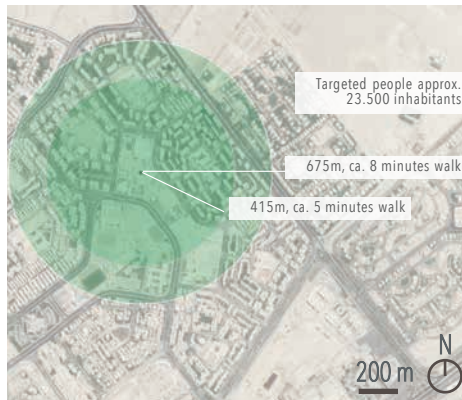 Targeted people approx.
23.500 inhabitants
675m, ca. 8 minutes walk
415m, ca. 5 minutes walk
N
200 m